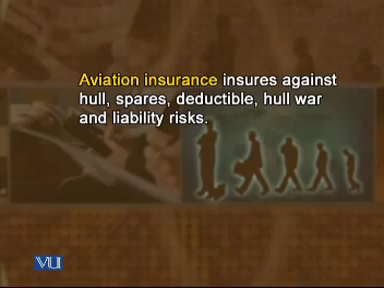 Aviation insurance insures against
hull, spares, deductible, hull war
and liability risks.
VU